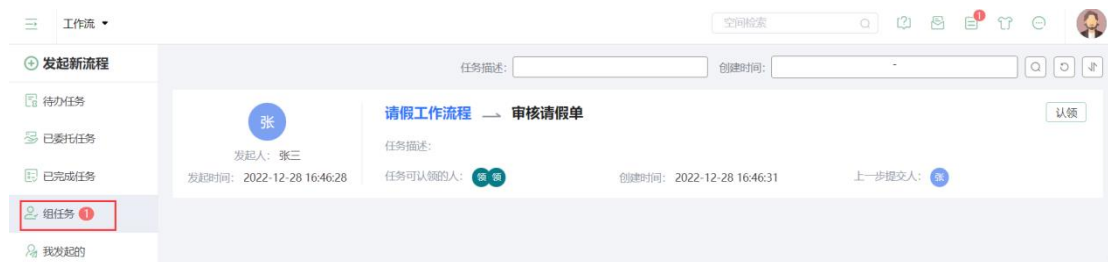 工作流
空间检索
1
发起新流程
任务描述:
创建时间:
-
待办任务
已委托任务
已完成任务
组任务 1
我发起的
张
发起人: 张三
发起时间: 2022-12-28 16:46:28
请假工作流程 审核请假单
认领
任务描述:
任务可认领的人: 领 领
创建时间: 2022-12-28 16:46:31
上一步提交人: 张